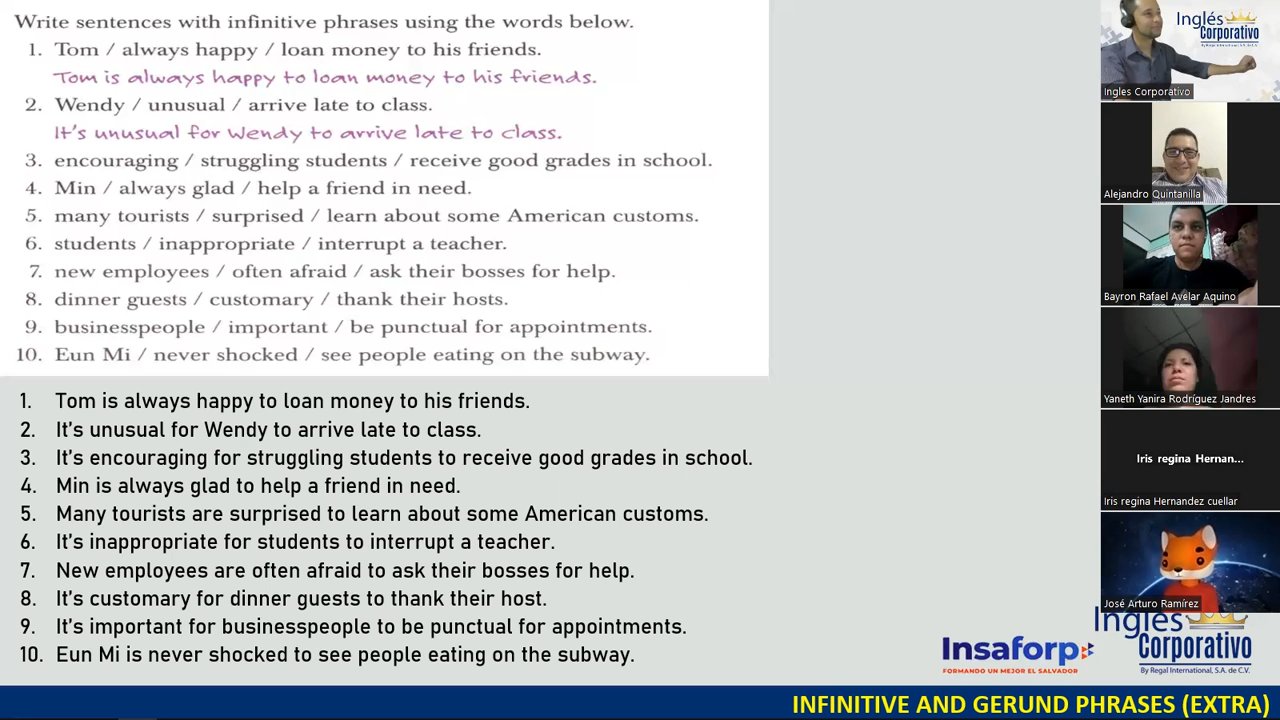 Write sentences with infinitive phrases using the words below.
1. Tom / always happy / loan money to his friends.
Tom is always happy to loan money to his friends.
2. Wendy / unusual / arrive late to class.
It's unusual for Wendy to arrive late to class.
3. encouraging / struggling students / receive good grades in school.
4. Min / always glad / help a friend in need.
5. many tourists / surprised / learn about some American customs.
6. students / inappropriate / interrupt a teacher.
7. new employees / often afraid / ask their bosses for help.
8. dinner guests / customary / thank their hosts.
9. businesspeople / important / be punctual for appointments.
10. Eun Mi / never shocked / see people eating on the subway.
1. Tom is always happy to loan money to his friends.
2. It's unusual for Wendy to arrive late to class.
3. It's encouraging for struggling students to receive good grades in school.
4. Min is always glad to help a friend in need.
5. Many tourists are surprised to learn about some American customs.
6. It's inappropriate for students to interrupt a teacher.
7. New employees are often afraid to ask their bosses for help.
8. It's customary for dinner guests to thank their host.
9. It's important for businesspeople to be punctual for appointments.
10. Eun Mi is never shocked to see people eating on the subway.
Inglés
Corporativo
By Regal International, S.A. de C.V.
Ingles Corporativo
Alejandro Quintanilla
Bayron Rafael Avelar Aquino
Yaneth Yanira Rodríguez Jandres
Iris regina Hernan...
Iris regina Hernandez cuellar
José Arturo Ramírez
Insaforp
FORMANDO UN MEJOR EL SALVADOR
Inglés
Corporativo
By Regal International, S.A. de C.V.
INFINITIVE AND GERUND PHRASES (EXTRA)